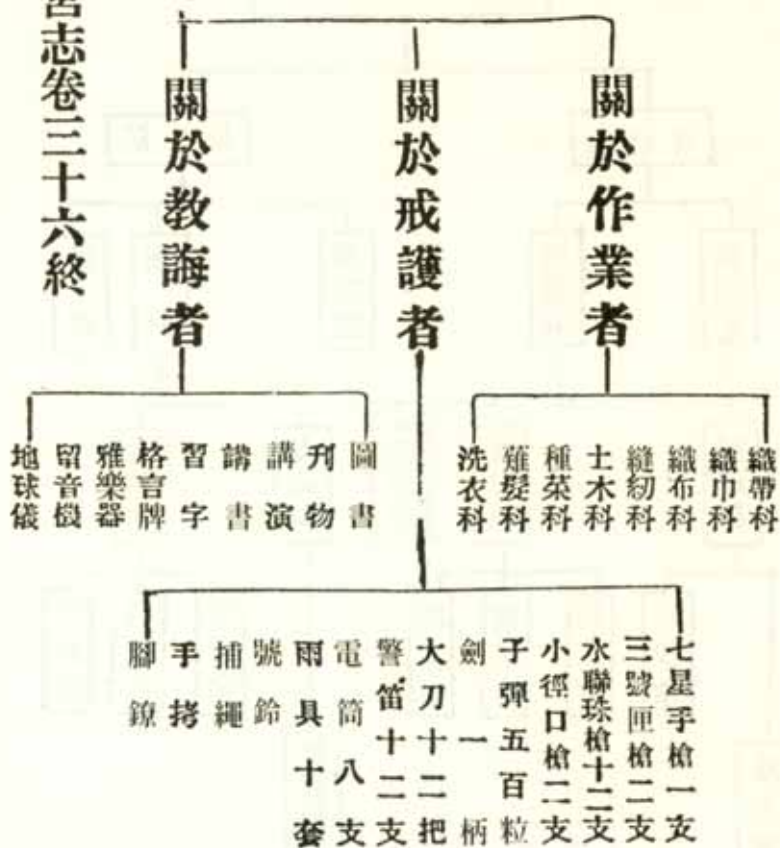 關於作業者
織帶科
織巾科
織布科
縫紉科
土木科
種菜科
薙髮科
洗衣科
關於戒護者
七星手槍一支
三號匣槍二支
水聯珠槍十二支
小徑口槍二支
子彈五百粒
劍一柄
大刀十二把
警笛十二支
電筒八支
雨具十套
號鈴
捕繩
手拷
腳鐐
關於教誨者
圖書
刋物
講演
講書
習字
格言牌
雅樂器
留音機
地球儀
志卷三十六終